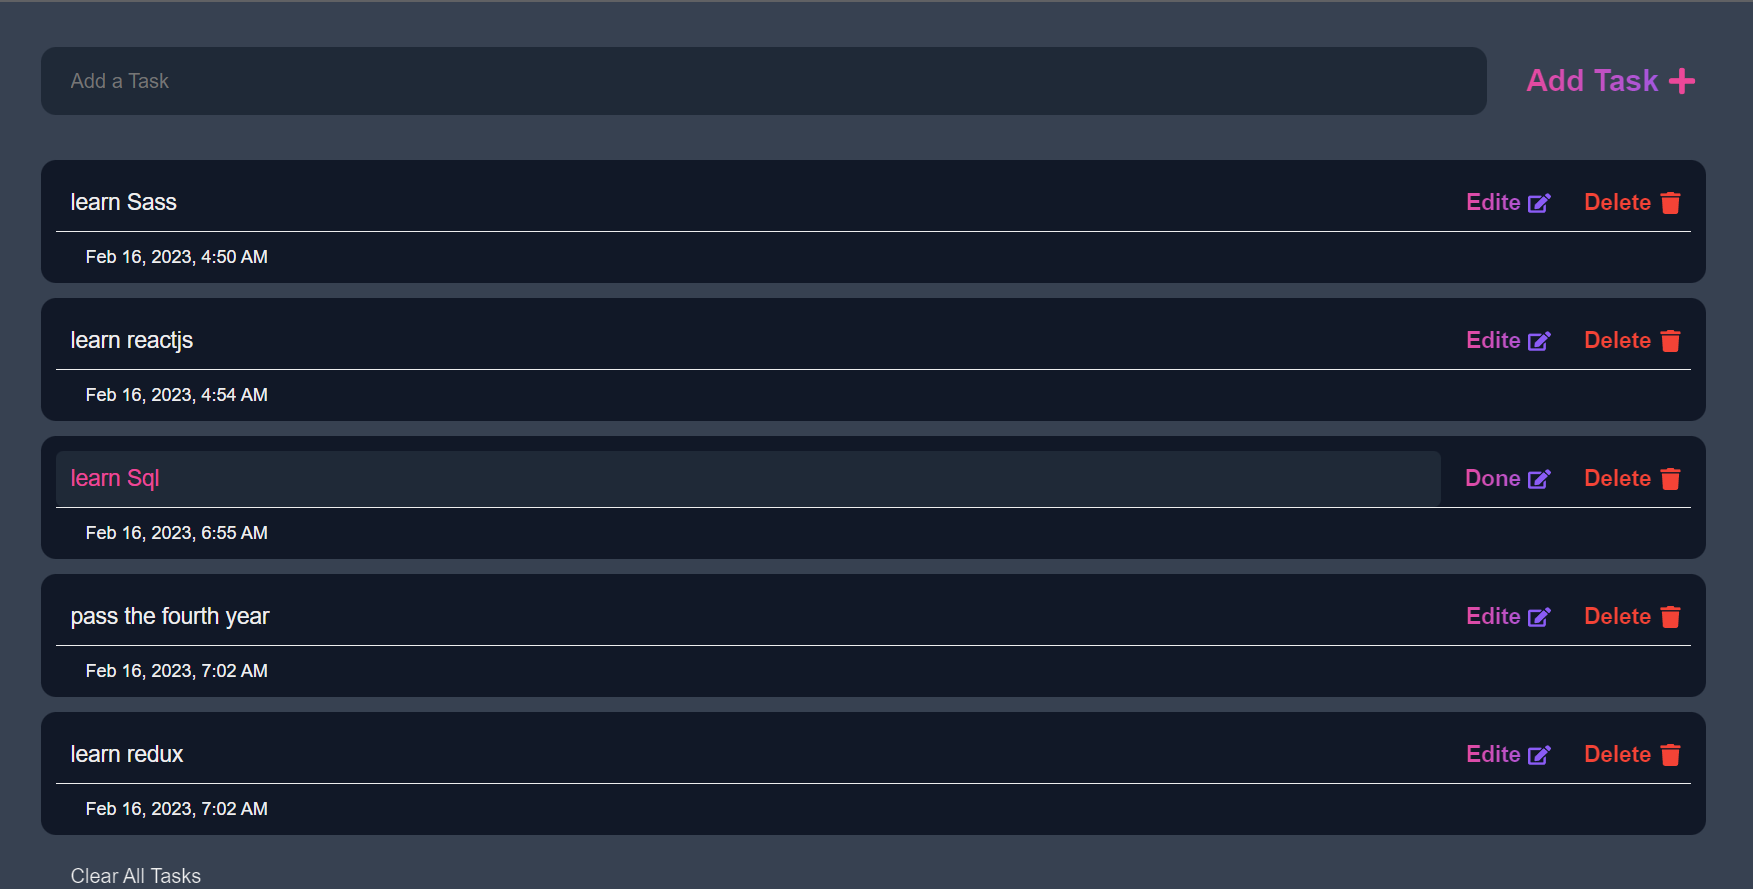 Add a Task
Add Task
learn Sass
Edite Delete
Feb 16, 2023, 4:50 AM
learn reactjs
Edite Delete
Feb 16, 2023, 4:54 AM
learn Sql
Done Delete
Feb 16, 2023, 6:55 AM
pass the fourth year
Edite Delete
Feb 16, 2023, 7:02 AM
learn redux
Edite Delete
Feb 16, 2023, 7:02 AM
Clear All Tasks